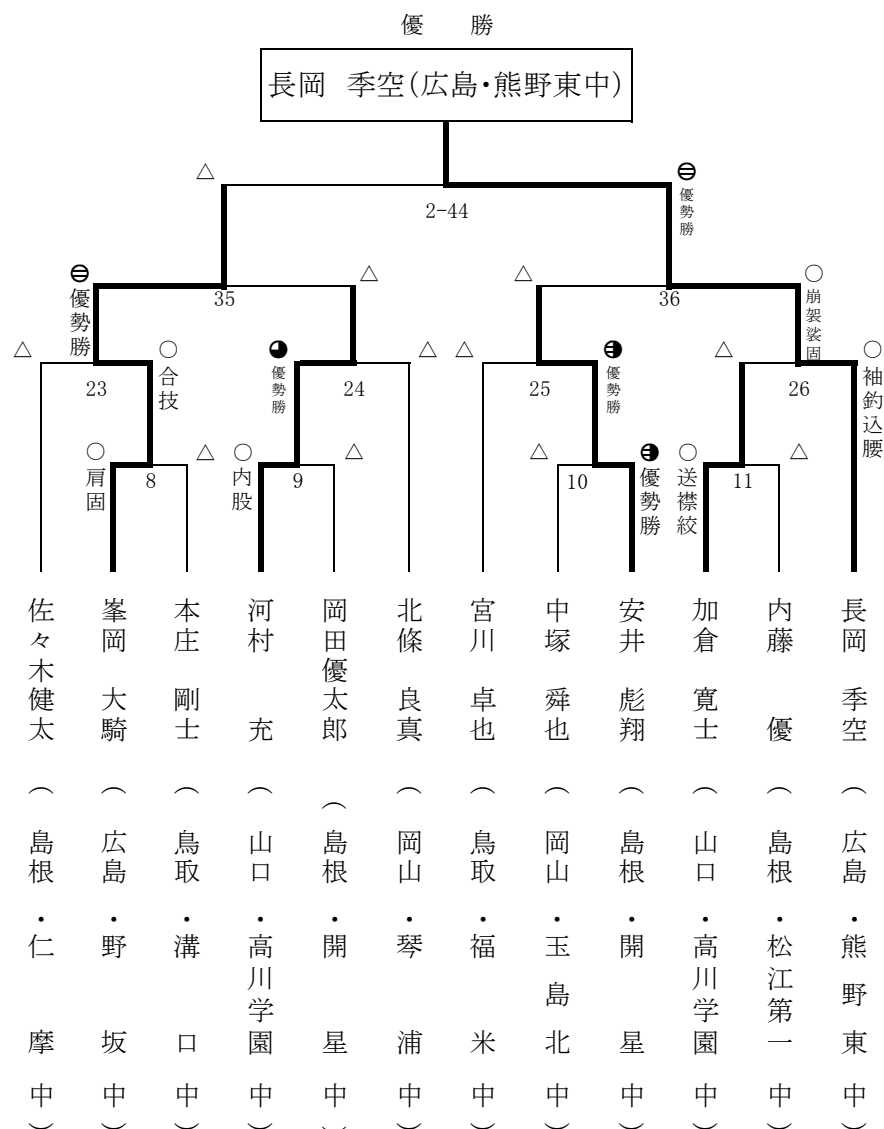 優　勝
長岡　季空(広島・熊野東中)
△
優勢勝
2-44
優勢勝
△
△
○
崩袈裟固
35
36
△
○
合技
優勢勝
△
△
優勢勝
△
○
袖釣込腰
23
24
25
26
○
肩固
△
○
内股
△
△
優勢勝
○
送襟絞
△
8
9
10
11
佐々木健太（島根・仁摩中）
峯岡　大騎（広島・野坂中）
本庄　剛士（鳥取・溝口中）
河村　充（山口・高川学園中）
岡田優太郎（島根・開星中）
北條　良真（岡山・琴浦中）
宮川　卓也（鳥取・福米中）
中塚　舜也（岡山・玉島北中）
安井　彪翔（島根・開星中）
加倉　寛士（山口・高川学園中）
内藤　優（島根・松江第一中）
長岡　季空（広島・熊野東中）